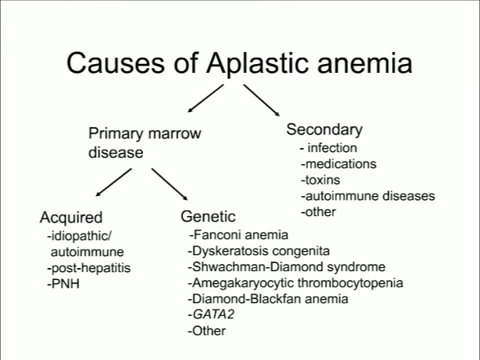 Causes of Aplastic anemia
Primary marrow
disease
Secondary
- infection
-medications
-toxins
-autoimmune diseases
-other
Acquired
-idiopathic/
autoimmune
-post-hepatitis
-PNH
Genetic
-Fanconi anemia
-Dyskeratosis congenita
-Shwachman-Diamond syndrome
-Amegakaryocytic thrombocytopenia
-Diamond-Blackfan anemia
-GATA2
-Other